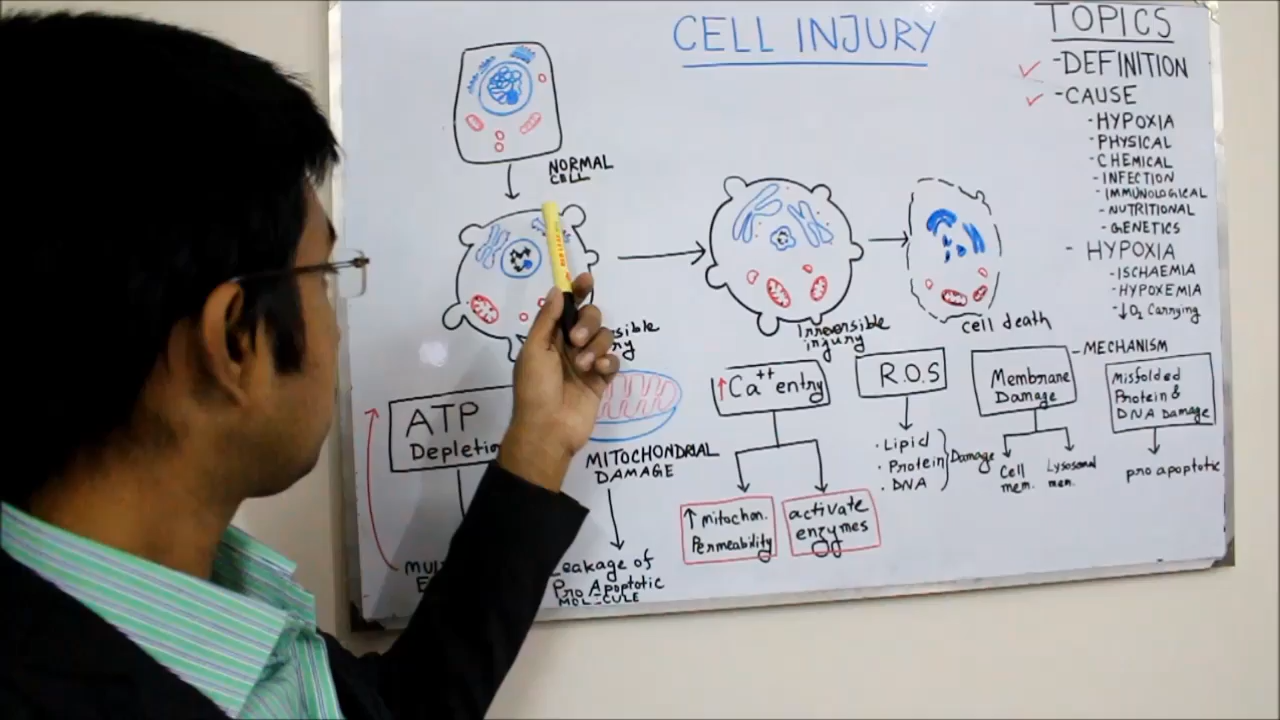 CELL INJURY
NORMAL
CELL
Irreversible
injury
cell death
ATP
MITOCHONDRIAL
DAMAGE
Pro Apoptotic
MOLECULE
↑ Ca++ entry
↑ mitochon.
Permeability
activate
enzymes
R.O.S
· Lipid
· Protein
· DNA
Damage
Membrane
Damage
Cell
mem.
Lysosomal
mem.
Misfolded
Protein &
DNA Damage
pro apoptotic
TOPICS
✓ -DEFINITION
✓ -CAUSE
-HYPOXIA
-PHYSICAL
-CHEMICAL
-INFECTION
-IMMUNOLOGICAL
-NUTRITIONAL
-GENETICS
- HYPOXIA
-ISCHAEMIA
-HYPOXEMIA
-↓O2 Carrying
-MECHANISM